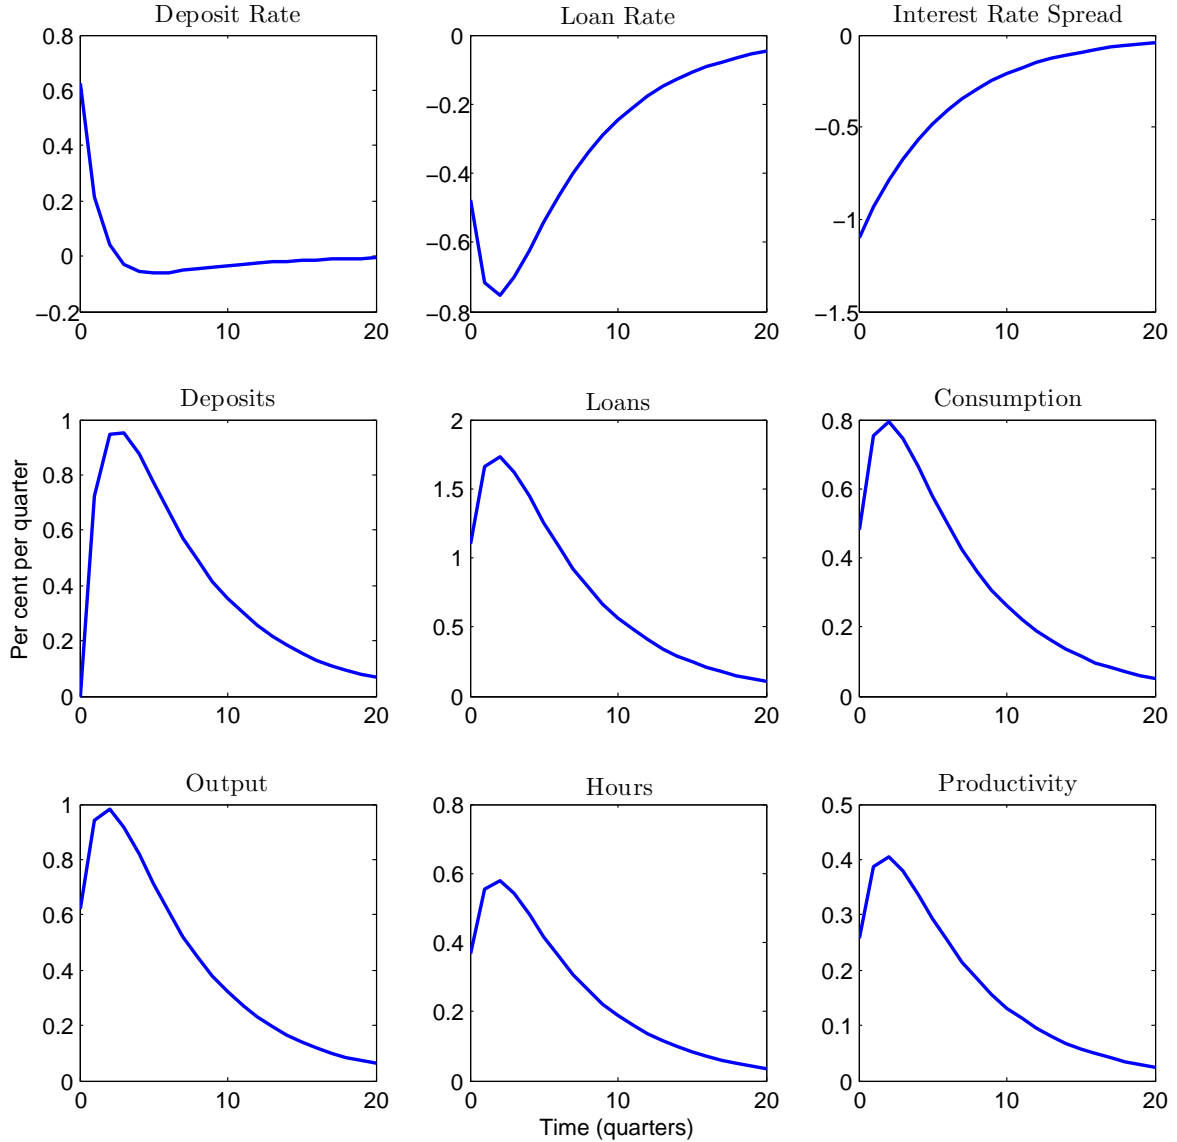 Deposit Rate
0.8
0.6
0.4
0.2
0
−0.2
0 10 20
Loan Rate
0
−0.2
−0.4
−0.6
−0.8
0 10 20
Interest Rate Spread
0
−0.5
−1
−1.5
0 10 20
Deposits
1
0.8
0.6
0.4
0.2
0
0 10 20
Per cent per quarter
Loans
2
1.5
1
0.5
0
0 10 20
Consumption
0.8
0.6
0.4
0.2
0
0 10 20
Output
1
0.8
0.6
0.4
0.2
0
0 10 20
Hours
0.8
0.6
0.4
0.2
0
0 10 20
Time (quarters)
Productivity
0.5
0.4
0.3
0.2
0.1
0
0 10 20